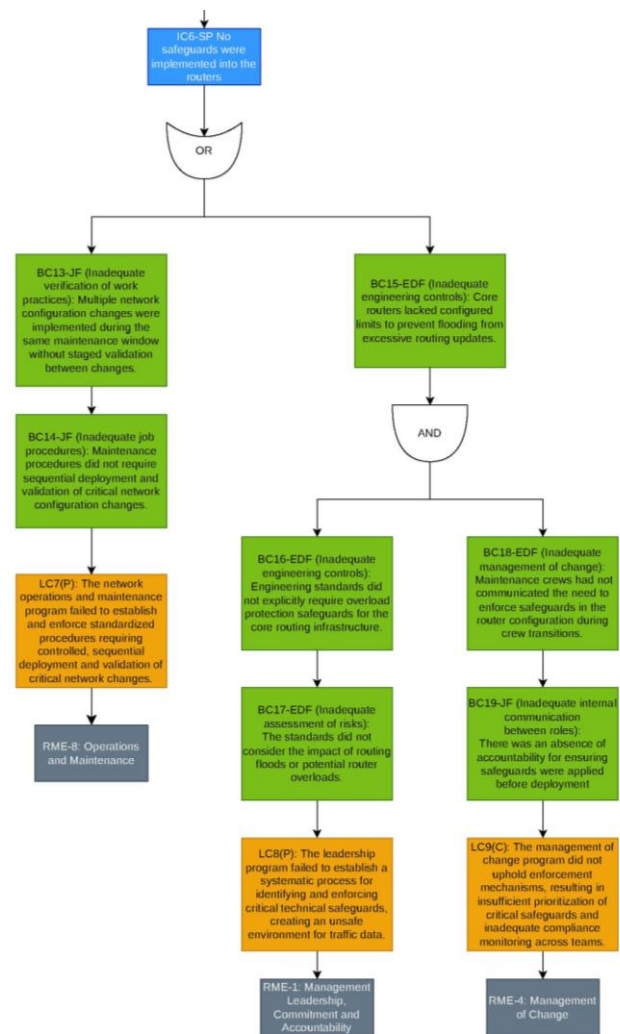 IC6-SP No
safeguards were
implemented into the
routers
OR
BC13-JF (Inadequate
verification of work
practices): Multiple network
configuration changes were
implemented during the
same maintenance window
without staged validation
between changes.
BC15-EDF (Inadequate
engineering controls): Core
routers lacked configured
limits to prevent flooding from
excessive routing updates.
BC14-JF (Inadequate job
procedures): Maintenance
procedures did not require
sequential deployment and
validation of critical network
configuration changes.
AND
LC7(P): The network
operations and maintenance
program failed to establish
and enforce standardized
procedures requiring
controlled, sequential
deployment and validation of
critical network changes.
RME-8: Operations
and Maintenance
BC16-EDF (Inadequate
engineering controls):
Engineering standards did
not explicitly require overload
protection safeguards for the
core routing infrastructure.
BC18-EDF (Inadequate
management of change):
Maintenance crews had not
communicated the need to
enforce safeguards in the
router configuration during
crew transitions.
BC17-EDF (Inadequate
assessment of risks):
The standards did not
consider the impact of routing
floods or potential router
overloads.
BC19-JF (Inadequate internal
communication
between roles):
There was an absence of
accountability for ensuring
safeguards were applied
before deployment
LC8(P): The leadership
program failed to establish a
systematic process for
identifying and enforcing
critical technical safeguards,
creating an unsafe
environment for traffic data.
LC9(C): The management of
change program did not
uphold enforcement
mechanisms, resulting in
insufficient prioritization of
critical safeguards and
inadequate compliance
monitoring across teams.
RME-1: Management
Leadership,
Commitment and
Accountability
RME-4: Management
of Change